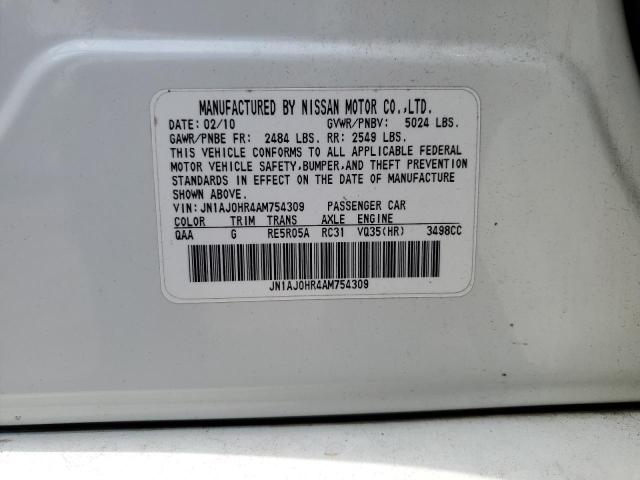 MANUFACTURED BY NISSAN MOTOR CO.,LTD.
DATE: 02/10 GVWR/PNBV: 5024 LBS.
GAWR/PNBE FR: 2484 LBS. RR: 2549 LBS.
THIS VEHICLE CONFORMS TO ALL APPLICABLE FEDERAL
MOTOR VEHICLE SAFETY,BUMPER,AND THEFT PREVENTION
STANDARDS IN EFFECT ON THE DATE OF MANUFACTURE
SHOWN ABOVE.
VIN: JN1AJ0HR4AM754309 PASSENGER CAR
COLOR TRIM TRANS AXLE ENGINE
QAA G RE5R05A RC31 VQ35(HR) 3498CC
JN1AJ0HR4AM754309